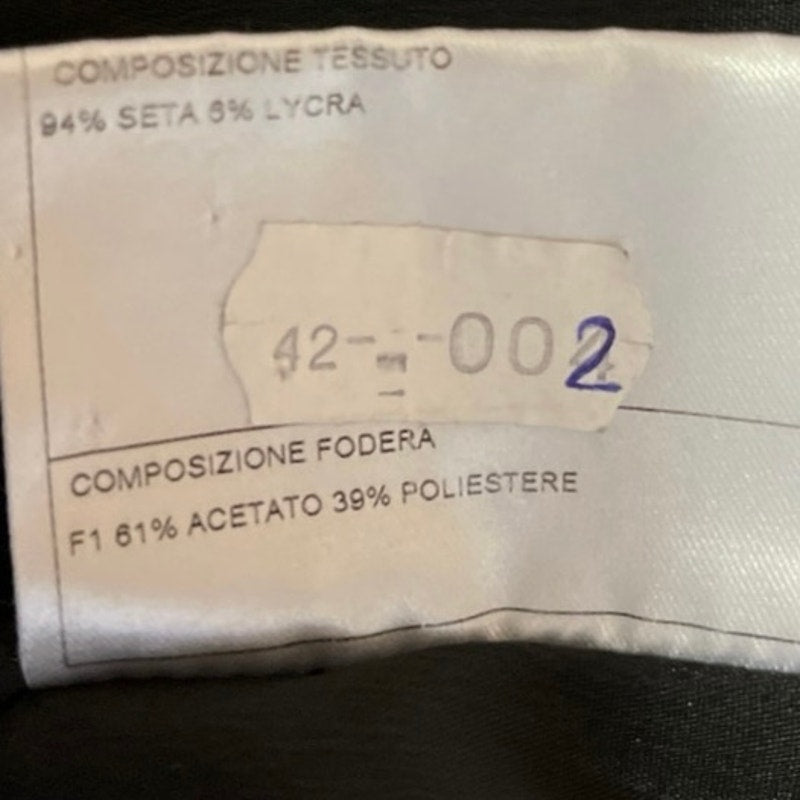 COMPOSIZIONE TESSUTO
94% SETA 6% LYCRA
42---002
COMPOSIZIONE FODERA
F1 61% ACETATO 39% POLIESTERE